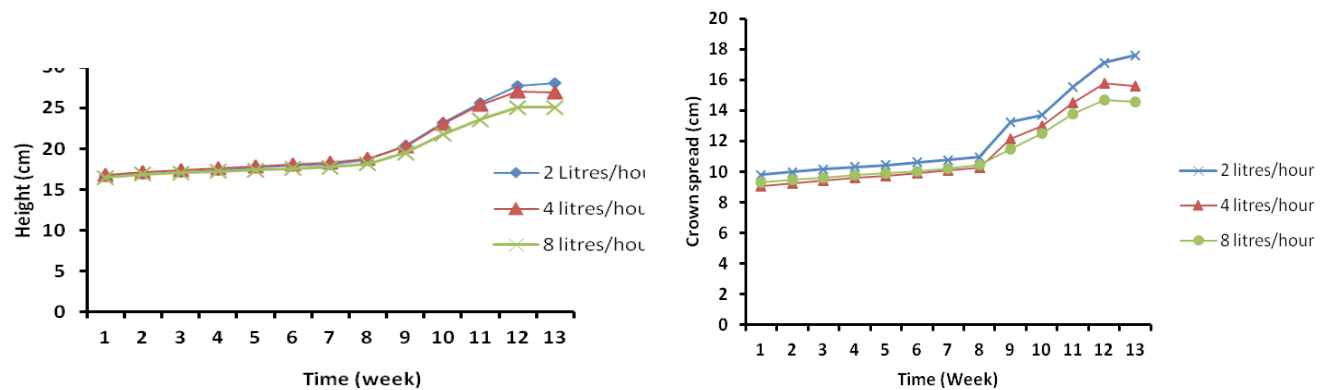 30
25
20
15
10
5
0
Height (cm)
1 2 3 4 5 6 7 8 9 10 11 12 13
Time (week)
2 Litres/hou
4 litres/hou
8 litres/hou
20
18
16
14
12
10
8
6
4
2
0
Crown spread (cm)
1 2 3 4 5 6 7 8 9 10 11 12 13
Time (Week)
2 litres/hour
4 litres/hour
8 litres/hour